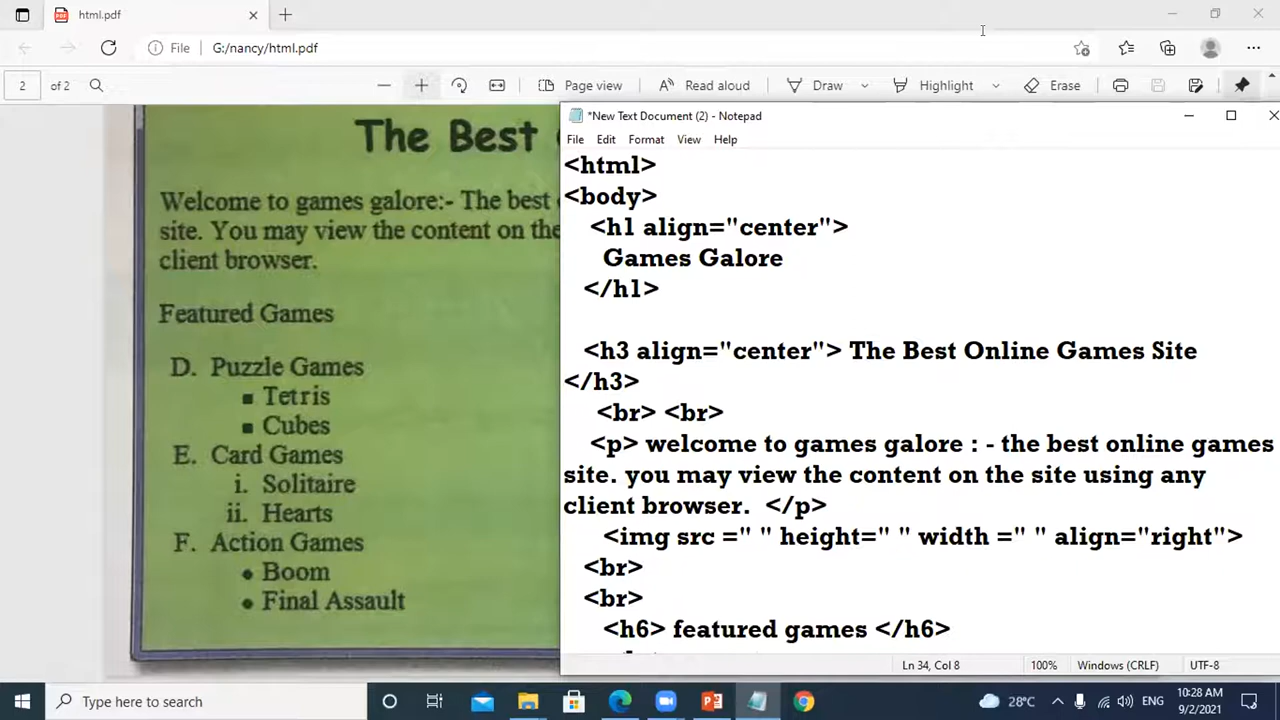 html.pdf
File G:/nancy/html.pdf
2 of 2 Page view Read aloud Draw Highlight Erase
The Best
Welcome to games galore:- The best
site. You may view the content on the
client browser.
Featured Games
D. Puzzle Games
▪ Tetris
▪ Cubes
E. Card Games
i. Solitaire
ii. Hearts
F. Action Games
• Boom
• Final Assault
*New Text Document (2) - Notepad
File Edit Format View Help
<html>
<body>
<h1 align="center">
Games Galore
</h1>
<h3 align="center"> The Best Online Games Site
</h3>
<br> <br>
<p> welcome to games galore : - the best online games
site. you may view the content on the site using any
client browser. </p>
<img src =" " height=" " width =" " align="right">
<br>
<br>
<h6> featured games </h6>
Ln 34, Col 8 100% Windows (CRLF) UTF-8
Type here to search
28°C ENG 10:28 AM
9/2/2021